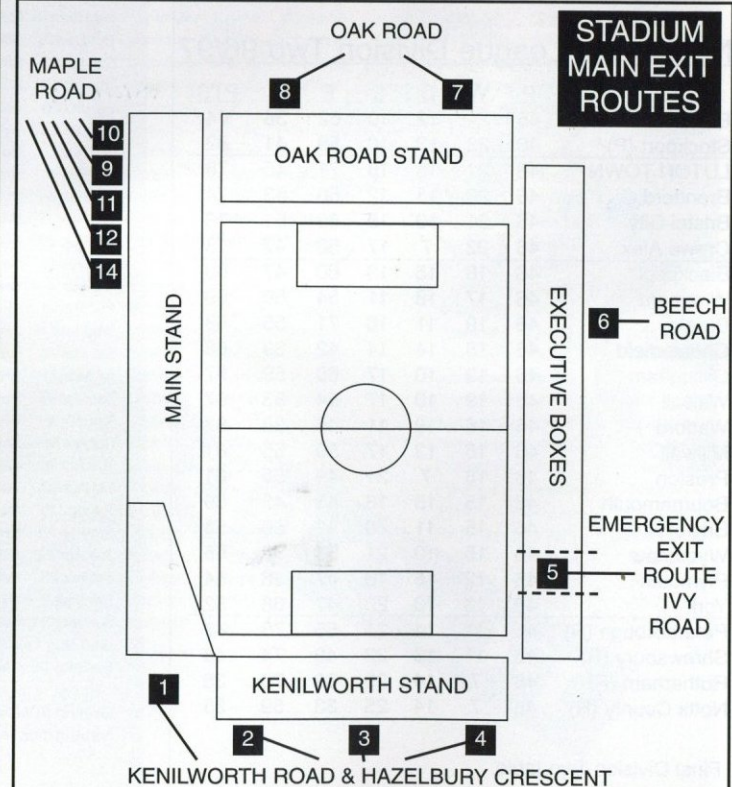 STADIUM
MAIN EXIT
ROUTES
OAK ROAD
MAPLE
ROAD
8
7
10
9
11
12
14
OAK ROAD STAND
MAIN STAND
EXECUTIVE BOXES
6
BEECH
ROAD
EMERGENCY
EXIT
ROUTE
IVY
ROAD
5
1
KENILWORTH STAND
2
3
4
KENILWORTH ROAD & HAZELBURY CRESCENT